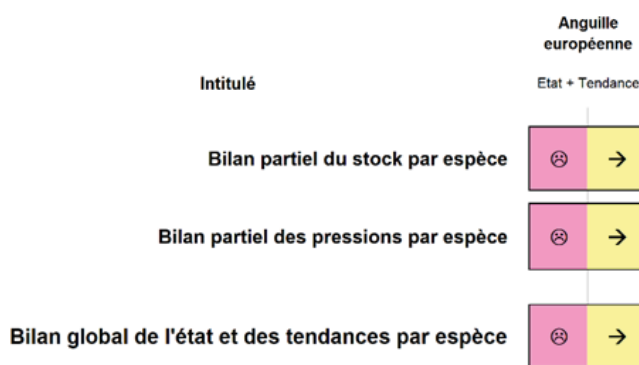 Anguille
européenne
Intitulé
Etat + Tendance
Bilan partiel du stock par espèce
☹ →
Bilan partiel des pressions par espèce
☹ →
Bilan global de l'état et des tendances par espèce
☹ →